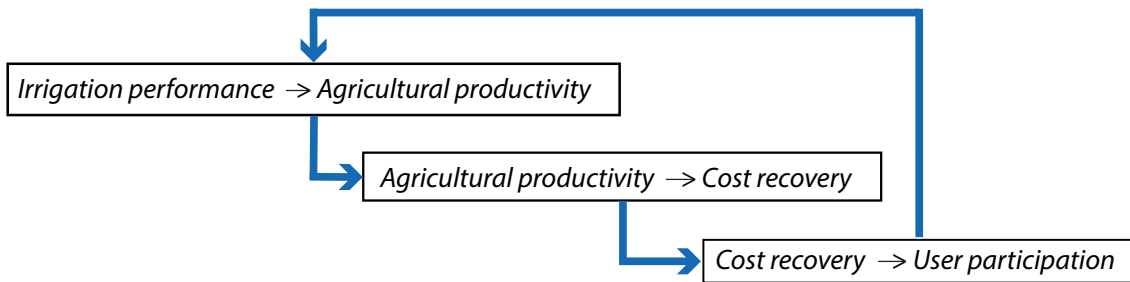 Irrigation performance → Agricultural productivity
Agricultural productivity → Cost recovery
Cost recovery → User participation